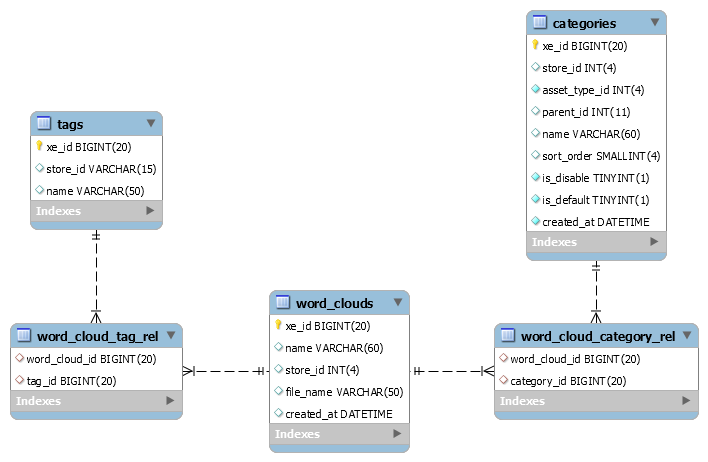 categories
xe_id BIGINT(20)
store_id INT(4)
asset_type_id INT(4)
parent_id INT(11)
name VARCHAR(60)
sort_order SMALLINT(4)
is_disable TINYINT(1)
is_default TINYINT(1)
created_at DATETIME
Indexes
tags
xe_id BIGINT(20)
store_id VARCHAR(15)
name VARCHAR(50)
Indexes
word_clouds
xe_id BIGINT(20)
name VARCHAR(60)
store_id INT(4)
file_name VARCHAR(50)
created_at DATETIME
Indexes
word_cloud_tag_rel
word_cloud_id BIGINT(20)
tag_id BIGINT(20)
Indexes
word_cloud_category_rel
word_cloud_id BIGINT(20)
category_id BIGINT(20)
Indexes